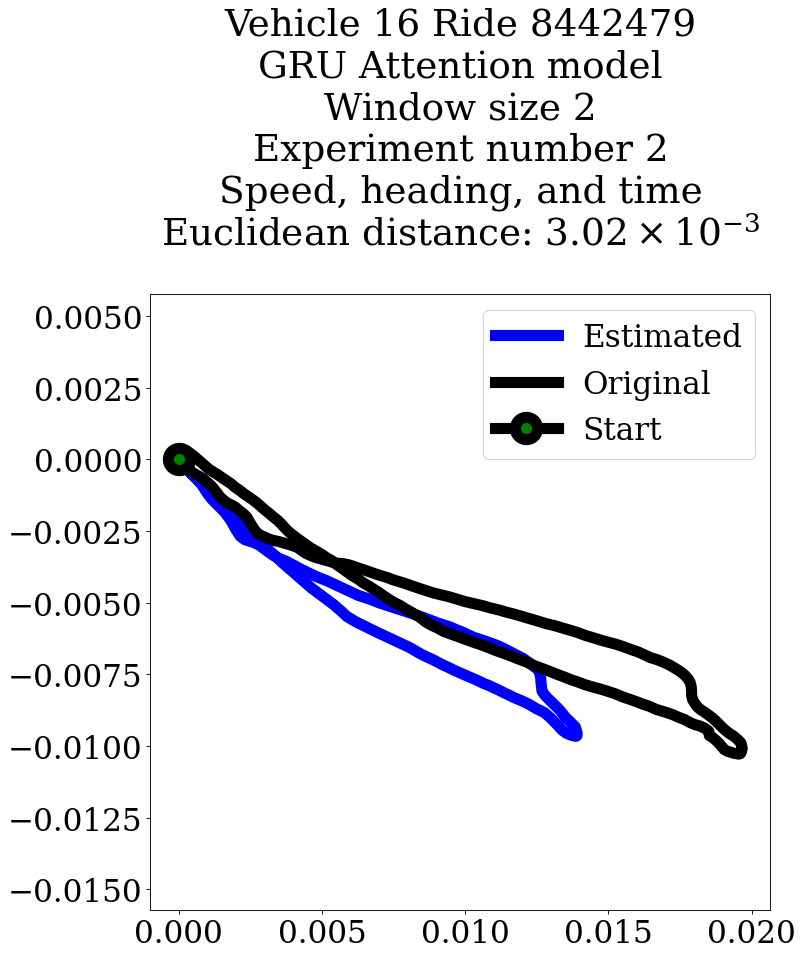 Vehicle 16 Ride 8442479
GRU Attention model
Window size 2
Experiment number 2
Speed, heading, and time
Euclidean distance: 3.02 × 10⁻³
Estimated
Original
Start
0.0050
0.0025
0.0000
−0.0025
−0.0050
−0.0075
−0.0100
−0.0125
−0.0150
0.000 0.005 0.010 0.015 0.020